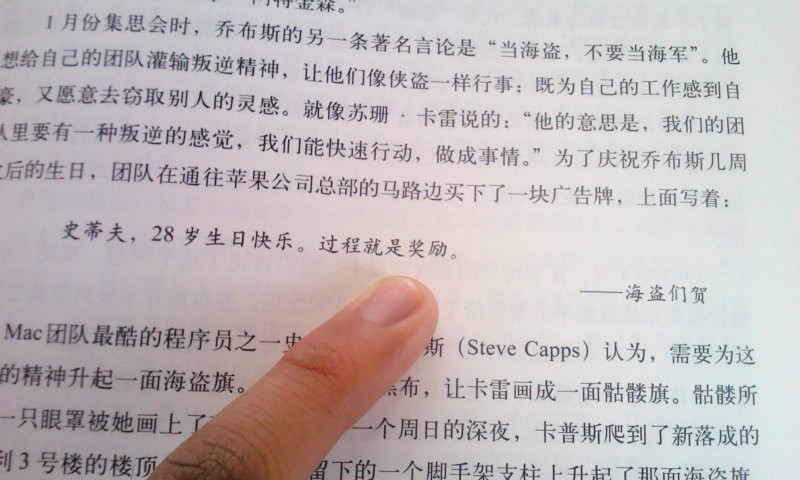 1月份集思会时，乔布斯的另一条著名言论是“当海盗，不要当海军”。他
想给自己的团队灌输叛逆精神，让他们像侠盗一样行事：既为自己的工作感到自
豪，又愿意去窃取别人的灵感。就像苏珊·卡雷说的：“他的意思是，我们的团
队里要有一种叛逆的感觉，我们能快速行动，做成事情。”为了庆祝乔布斯几周
之后的生日，团队在通往苹果公司总部的马路边买下了一块广告牌，上面写着：
史蒂夫，28岁生日快乐。过程就是奖励。
——海盗们贺
Mac团队最酷的程序员之一史 斯（Steve Capps）认为，需要为这
的精神升起一面海盗旗。 黑布，让卡雷画成一面骷髅旗。骷髅所
一只眼罩被她画上了 一个周日的深夜，卡普斯爬到了新落成的
3号楼的楼顶 留下的一个脚手架支柱上升起了那面海盗旗